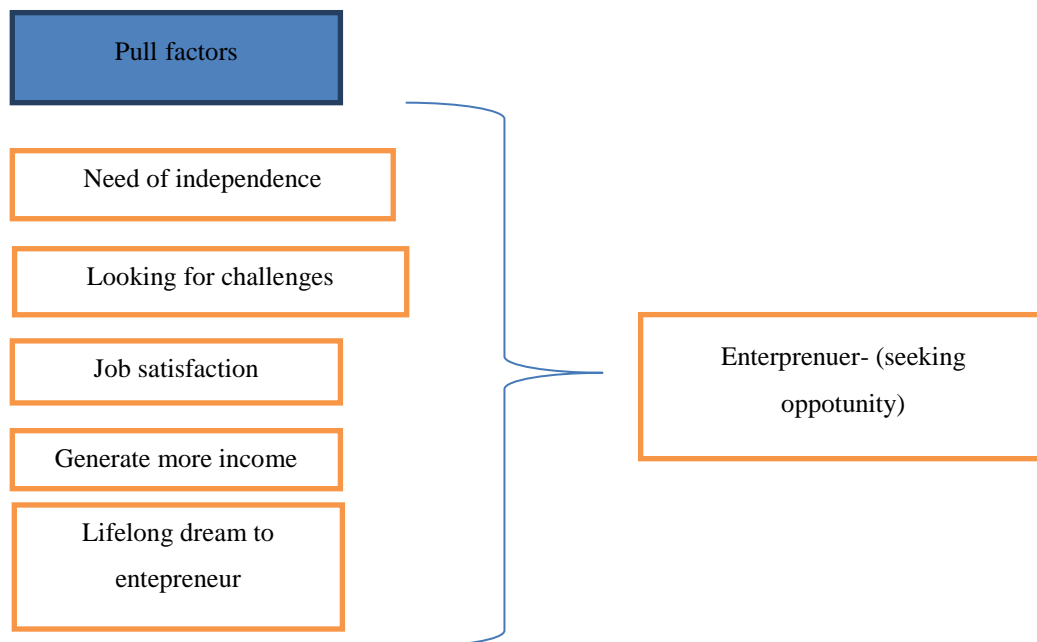 Pull factors
Need of independence
Looking for challenges
Job satisfaction
Generate more income
Lifelong dream to
entepreneur
Enterprenuer- (seeking
oppotunity)